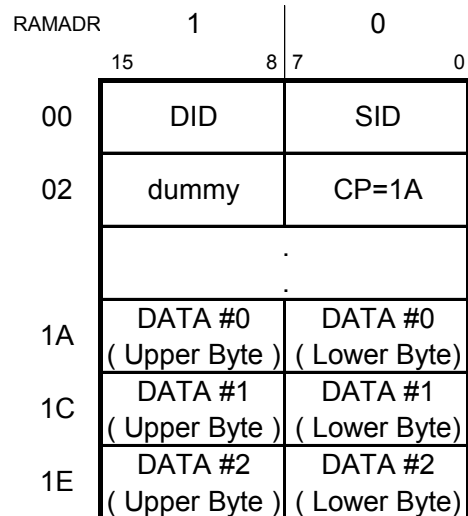 RAMADR 1 0
15 8 7 0
00 DID SID
02 dummy CP=1A
.
.
1A DATA #0 DATA #0
( Upper Byte ) ( Lower Byte)
1C DATA #1 DATA #1
( Upper Byte ) ( Lower Byte)
1E DATA #2 DATA #2
( Upper Byte ) ( Lower Byte)